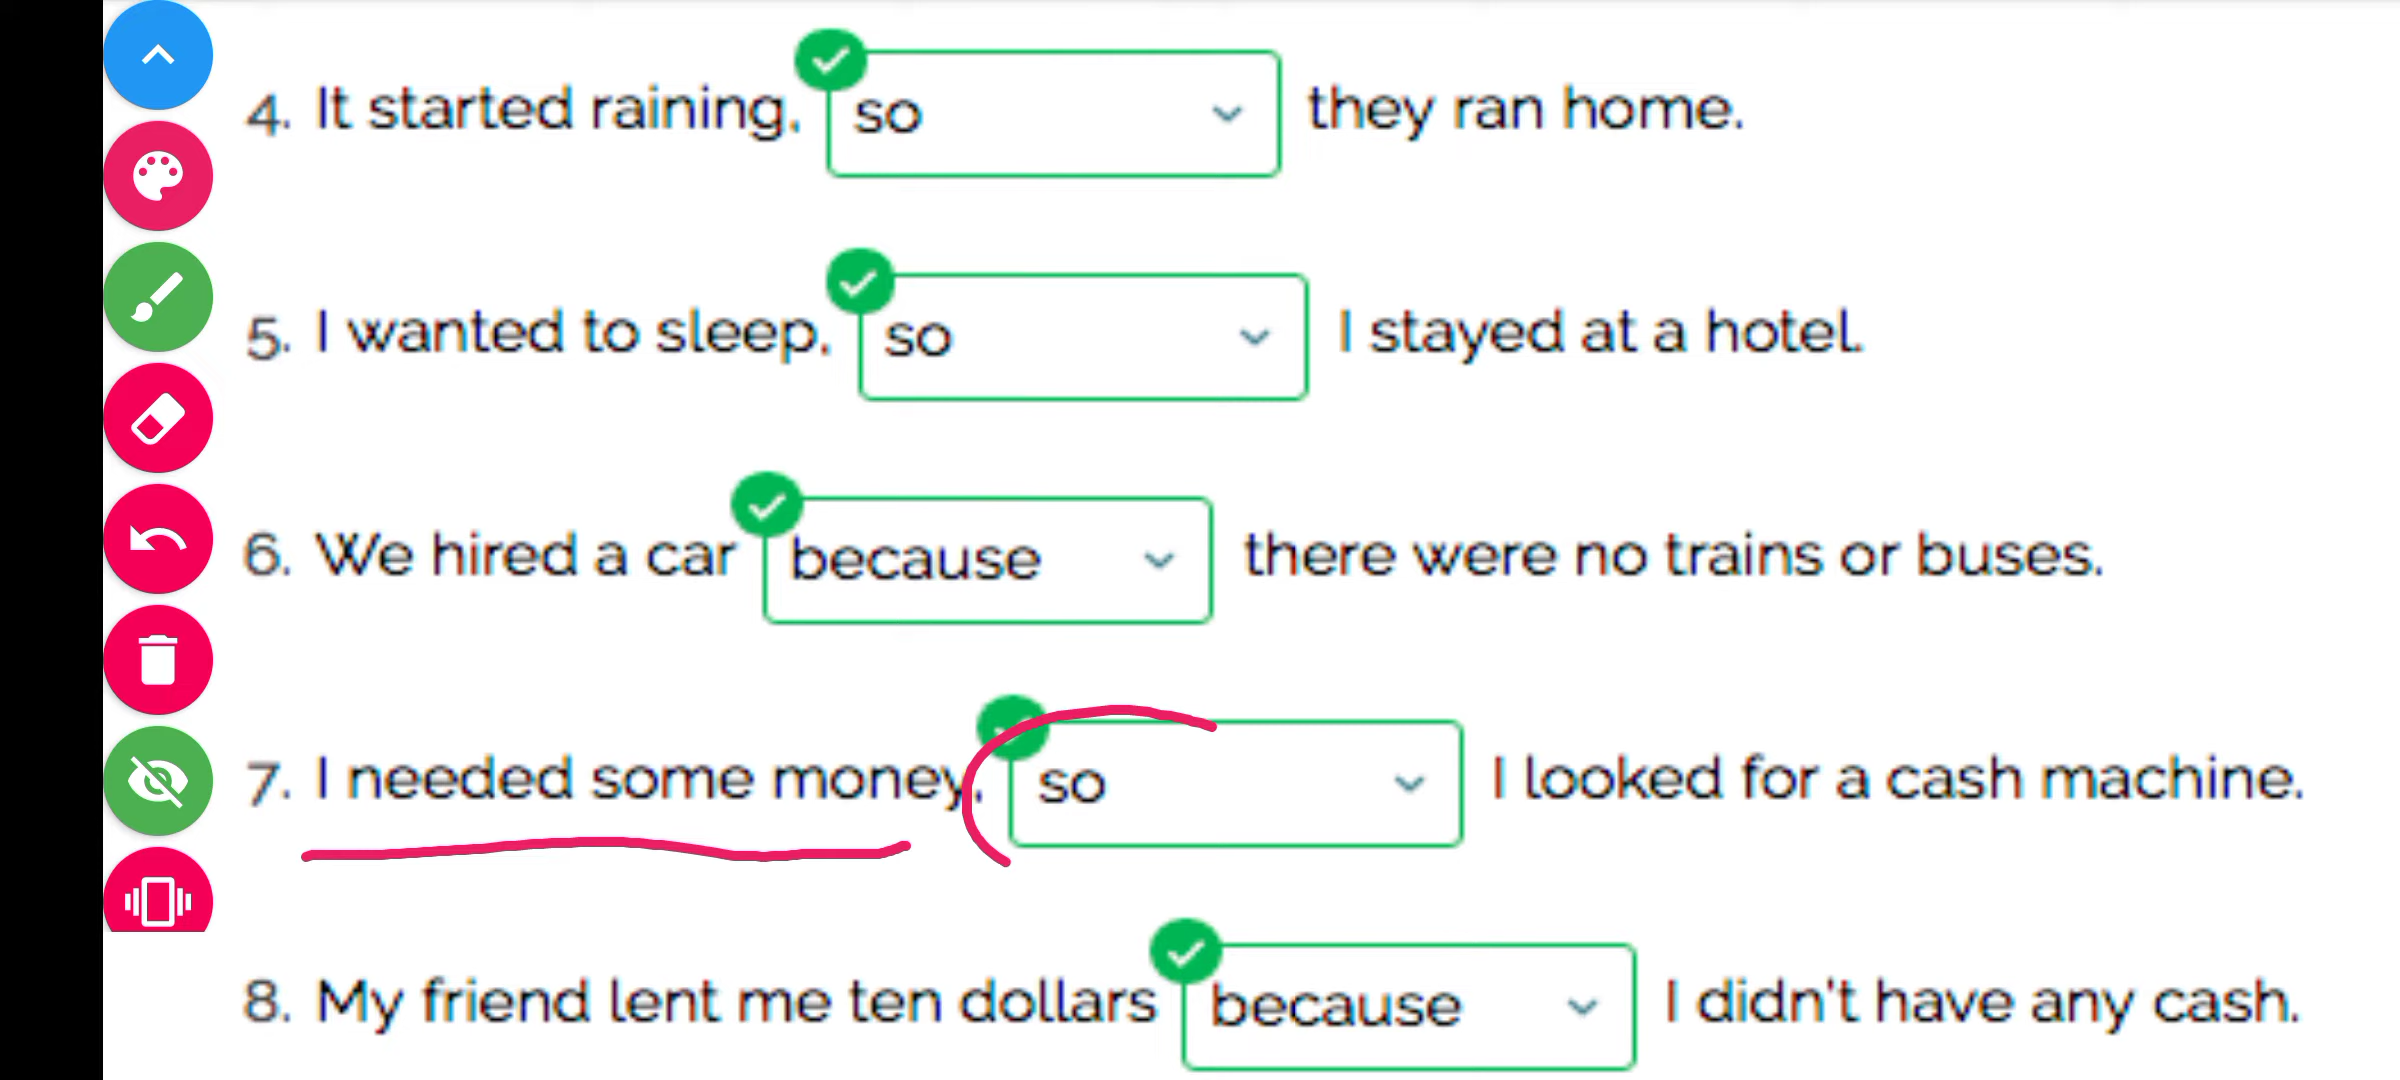 4. It started raining, so they ran home.
5. I wanted to sleep, so I stayed at a hotel.
6. We hired a car because there were no trains or buses.
7. I needed some money, so I looked for a cash machine.
8. My friend lent me ten dollars because I didn't have any cash.